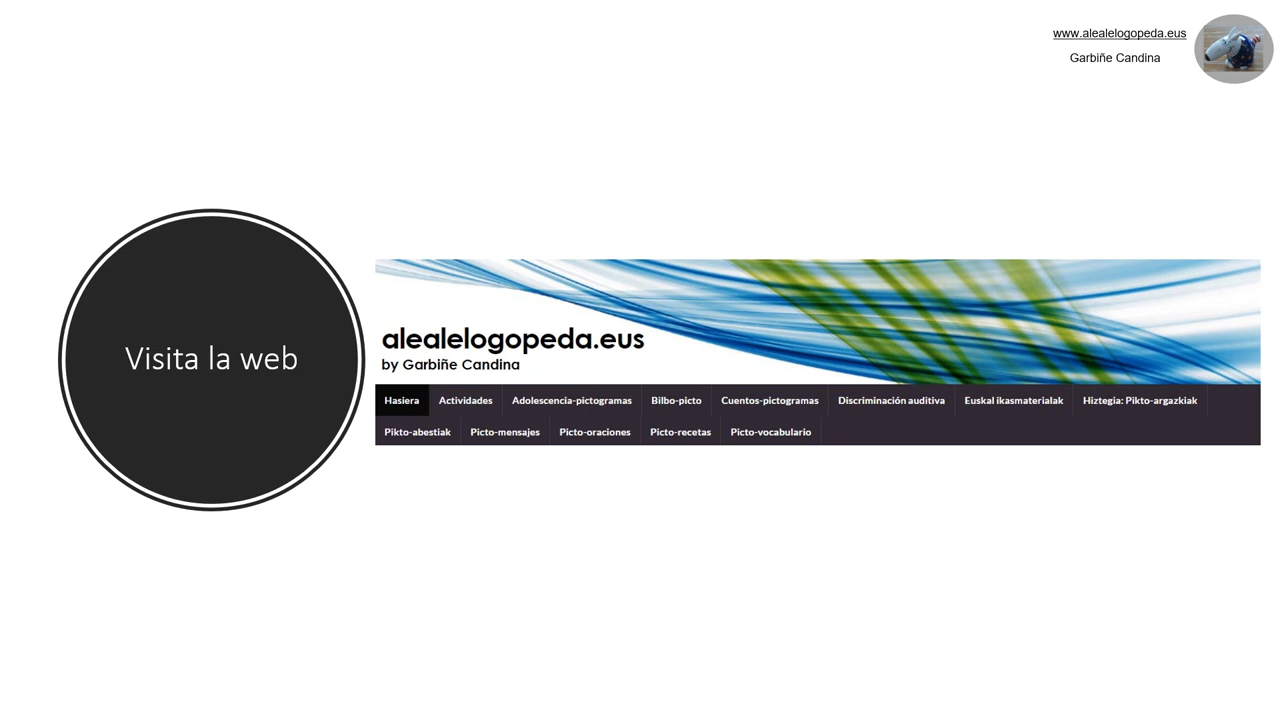 www.alealelogopeda.eus
Garbiñe Candina
Visita la web
alealelogopeda.eus
by Garbiñe Candina
Hasiera Actividades Adolescencia-pictogramas Bilbo-picto Cuentos-pictogramas Discriminación auditiva Euskal ikasmaterialak Hiztegia: Pikto-argazkiak
Pikto-abestiak Picto-mensajes Picto-oraciones Picto-recetas Picto-vocabulario